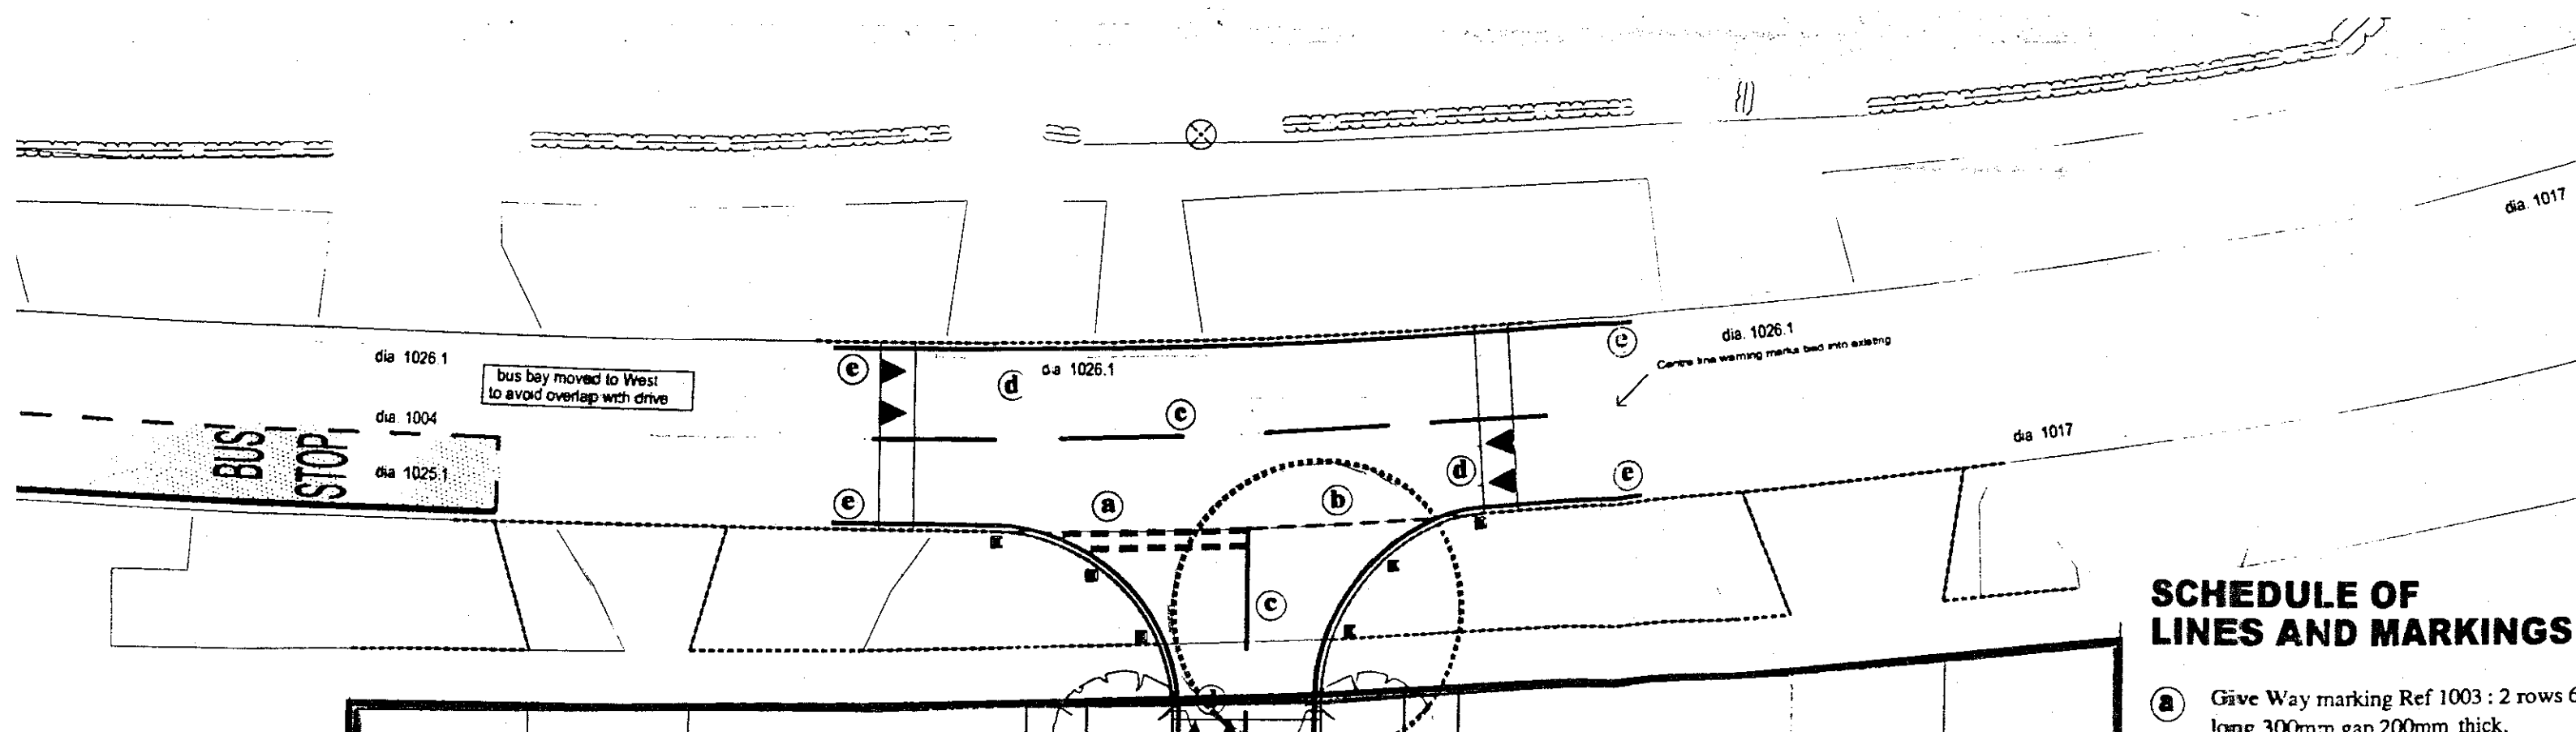 dia. 1017
dia 1026.1
bus bay moved to West
to avoid overlap with drive
dia. 1004
BUS
STOP
dia 1025.1
e
d
dia 1026.1
c
e
dia. 1026.1
Centre line warning marks tied into existing
dia 1017
e
a
b
d
e
c
d
SCHEDULE OF
LINES AND MARKINGS
a Give Way marking Ref 1003 : 2 rows 6
long 300mm gap 200mm thick.